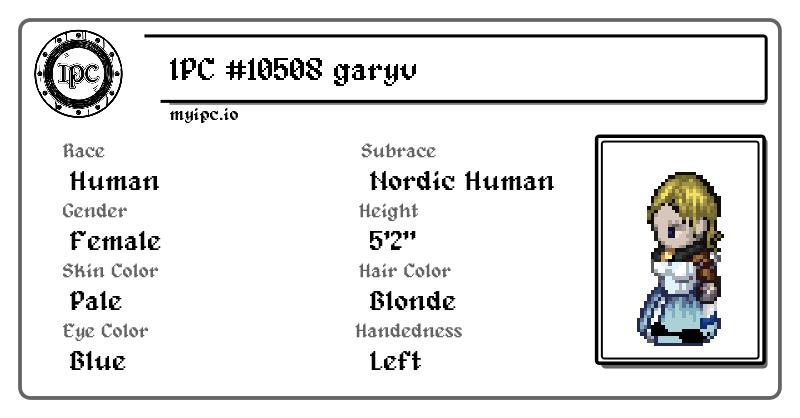 IPC
IPC #10508 garyv
myipc.io
Race
Subrace
Human
Nordic Human
Gender
Height
Female
5'2"
Skin Color
Hair Color
Pale
Blonde
Eye Color
Handedness
Blue
Left